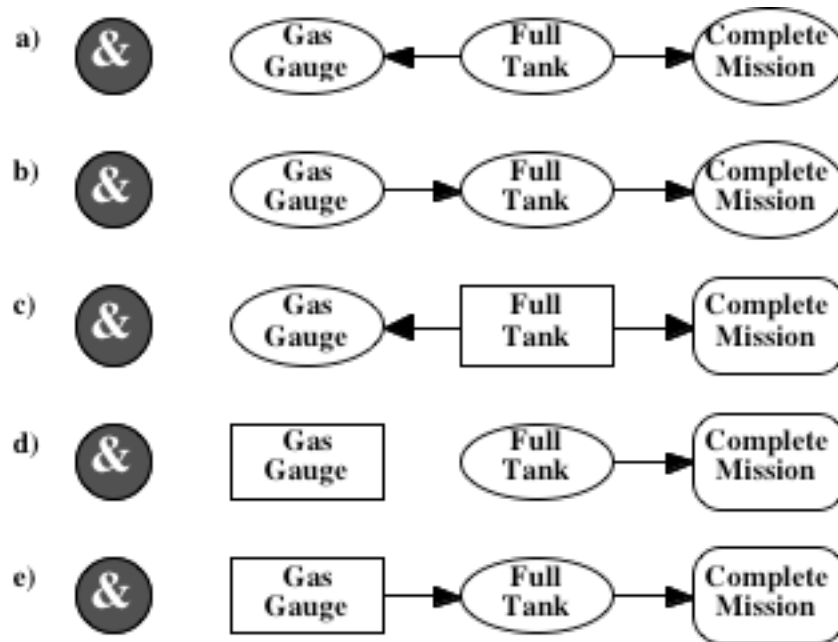 a) & Gas Gauge Full Tank Complete Mission
b) & Gas Gauge Full Tank Complete Mission
c) & Gas Gauge Full Tank Complete Mission
d) & Gas Gauge Full Tank Complete Mission
e) & Gas Gauge Full Tank Complete Mission